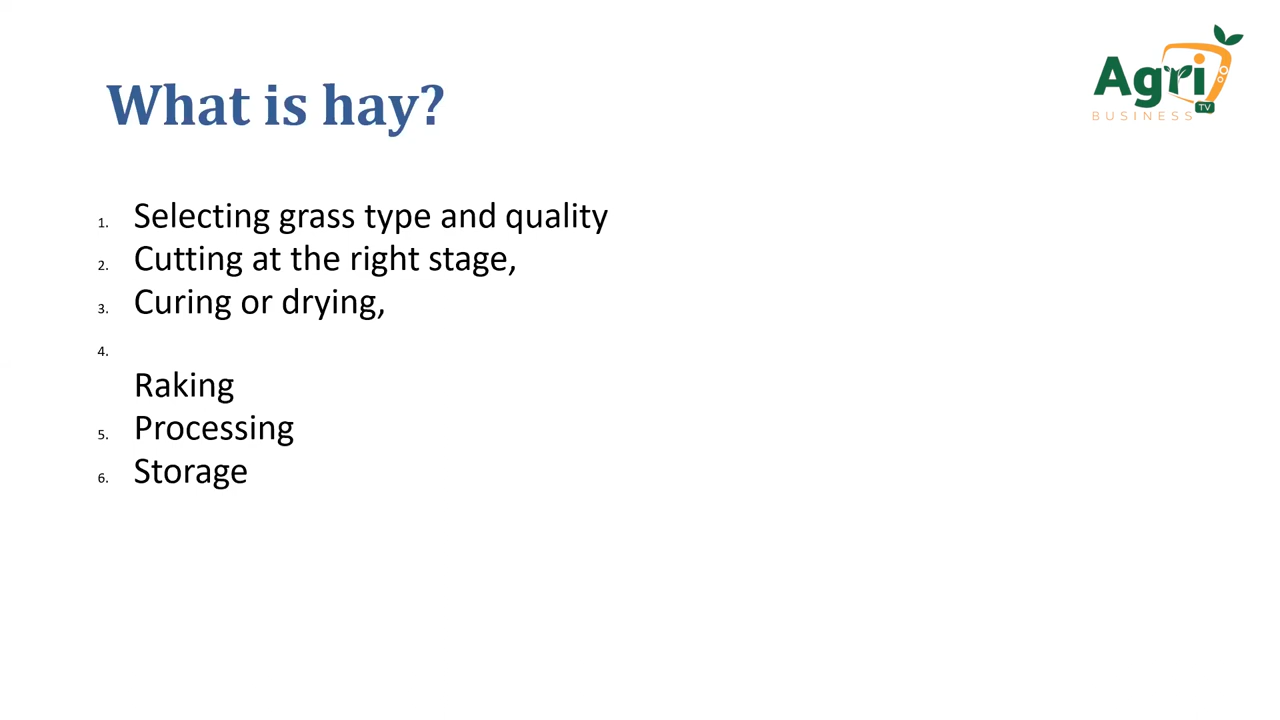 What is hay?
Agri
TV
BUSINESS
1. Selecting grass type and quality
2. Cutting at the right stage,
3. Curing or drying,
4.
Raking
5. Processing
6. Storage